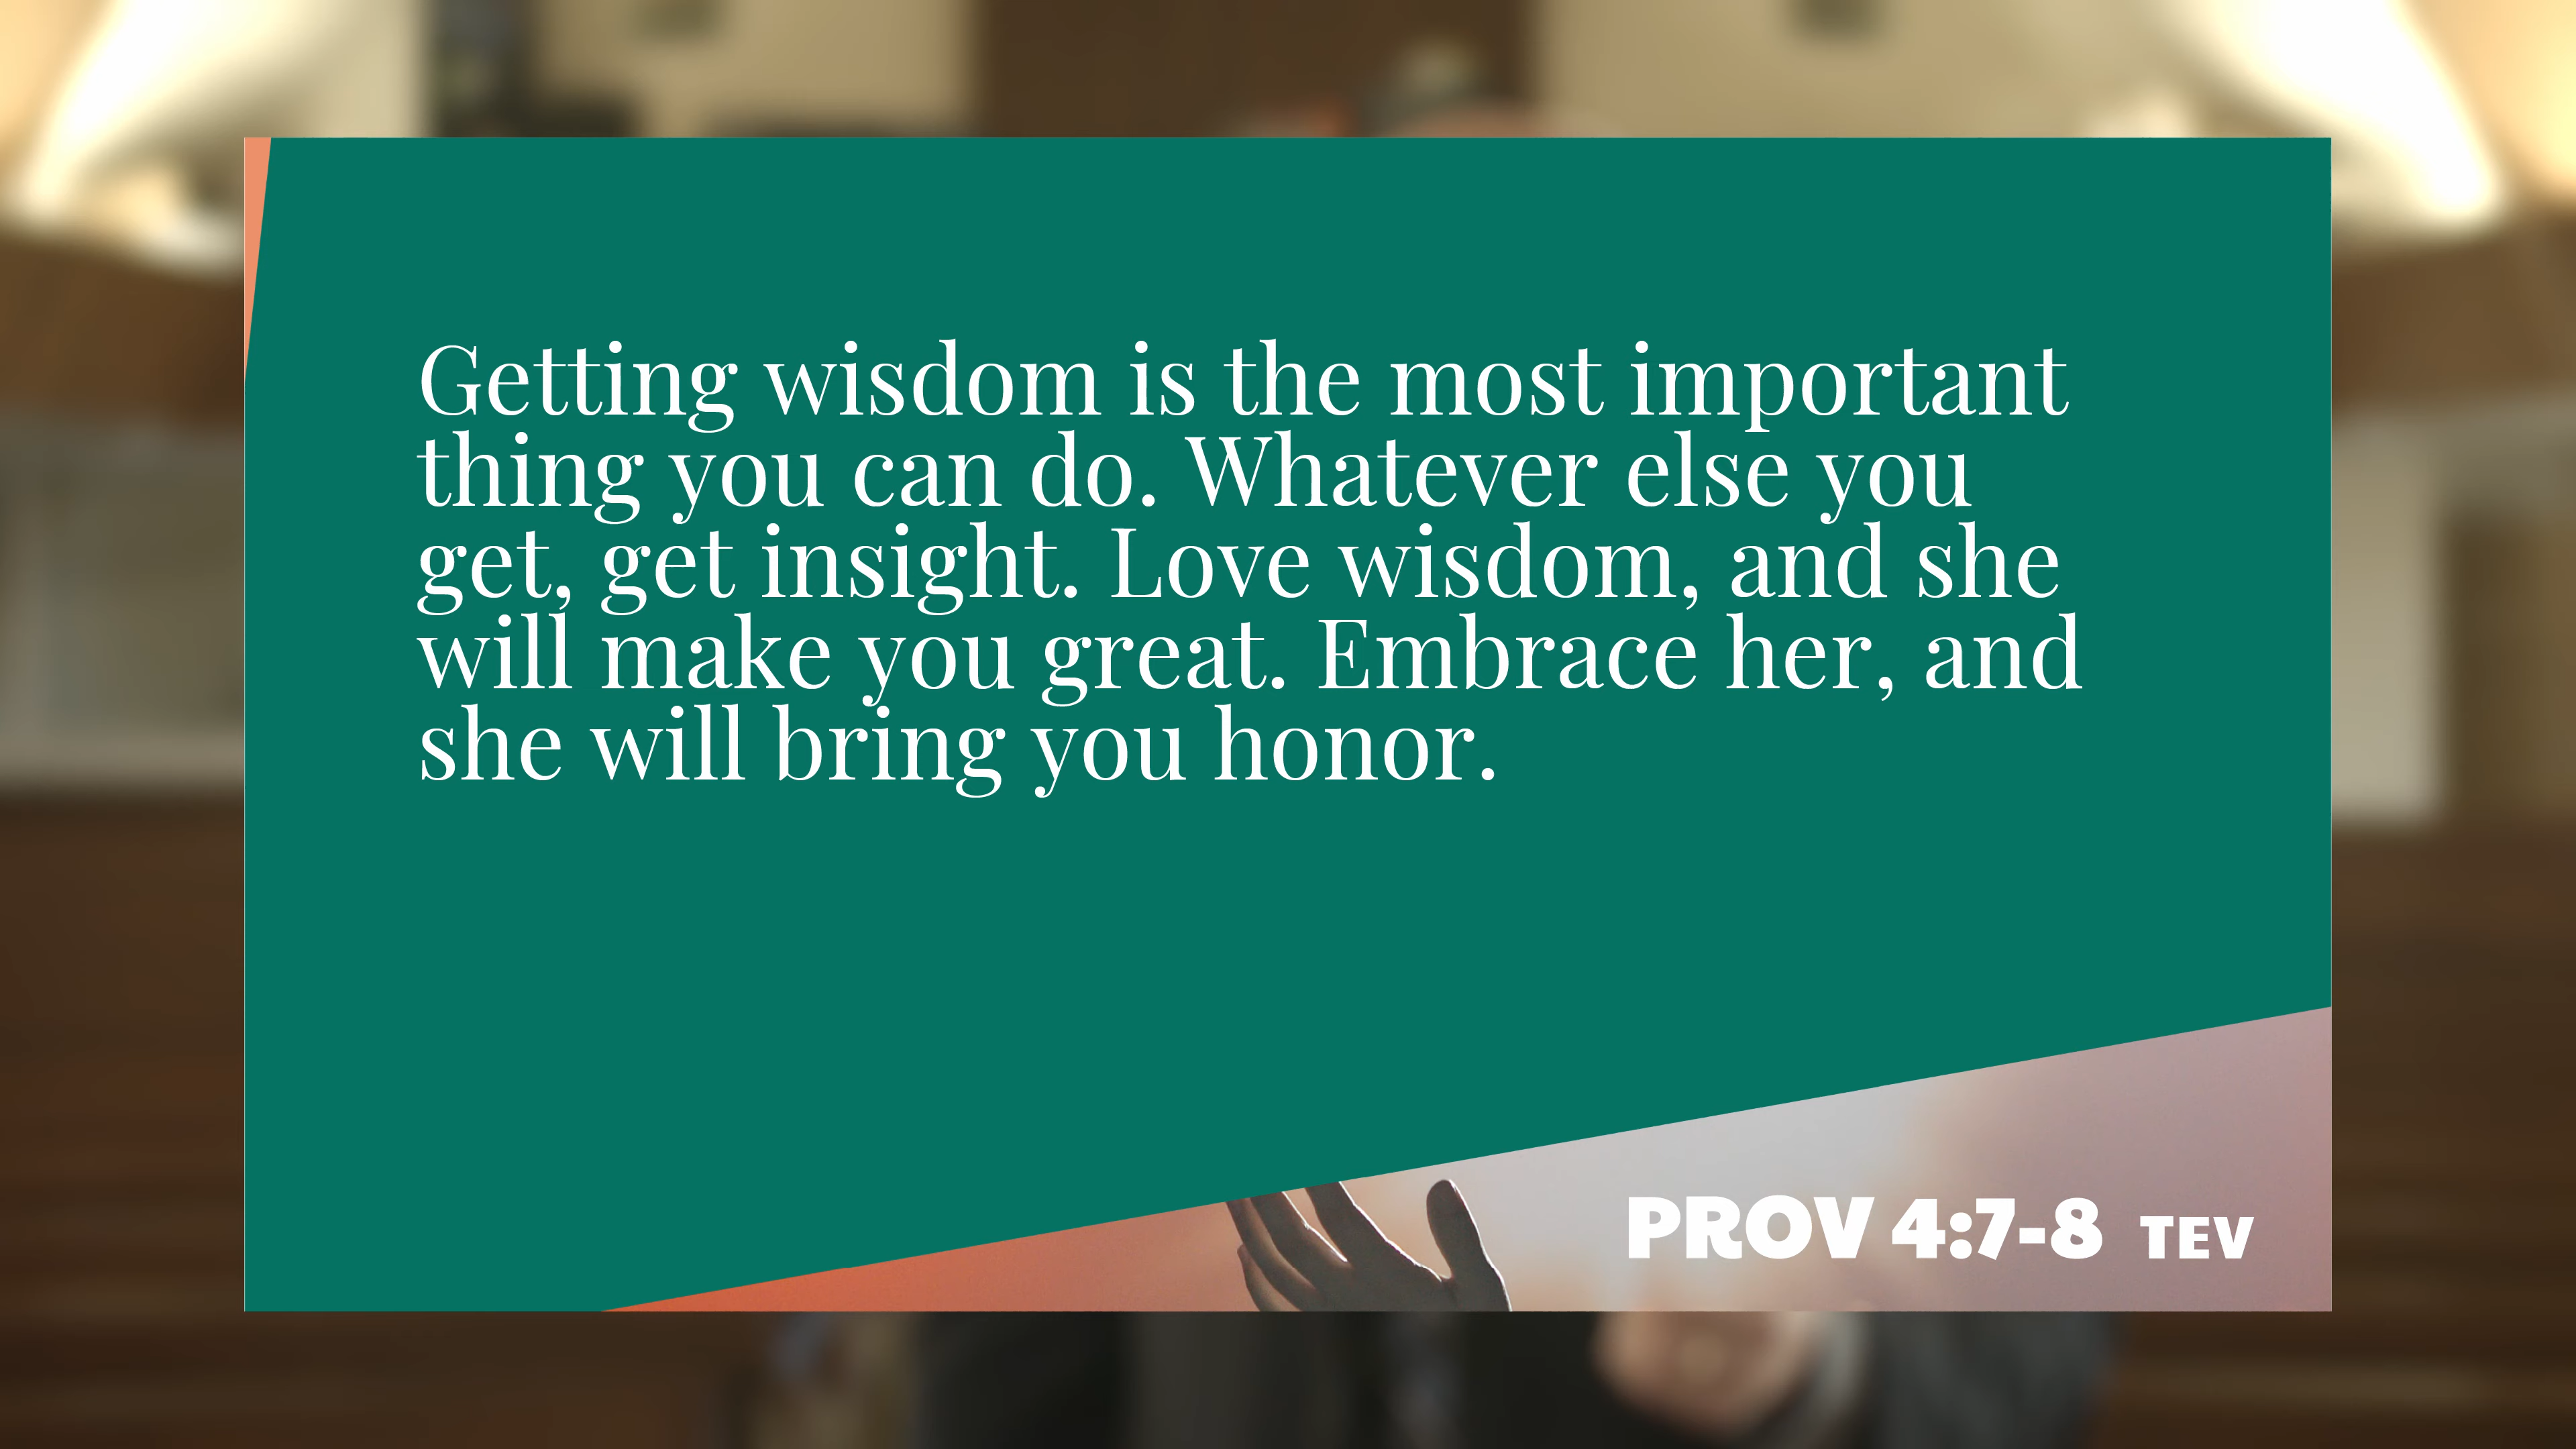 Getting wisdom is the most important
thing you can do. Whatever else you
get, get insight. Love wisdom, and she
will make you great. Embrace her, and
she will bring you honor.
PROV 4:7-8 TEV